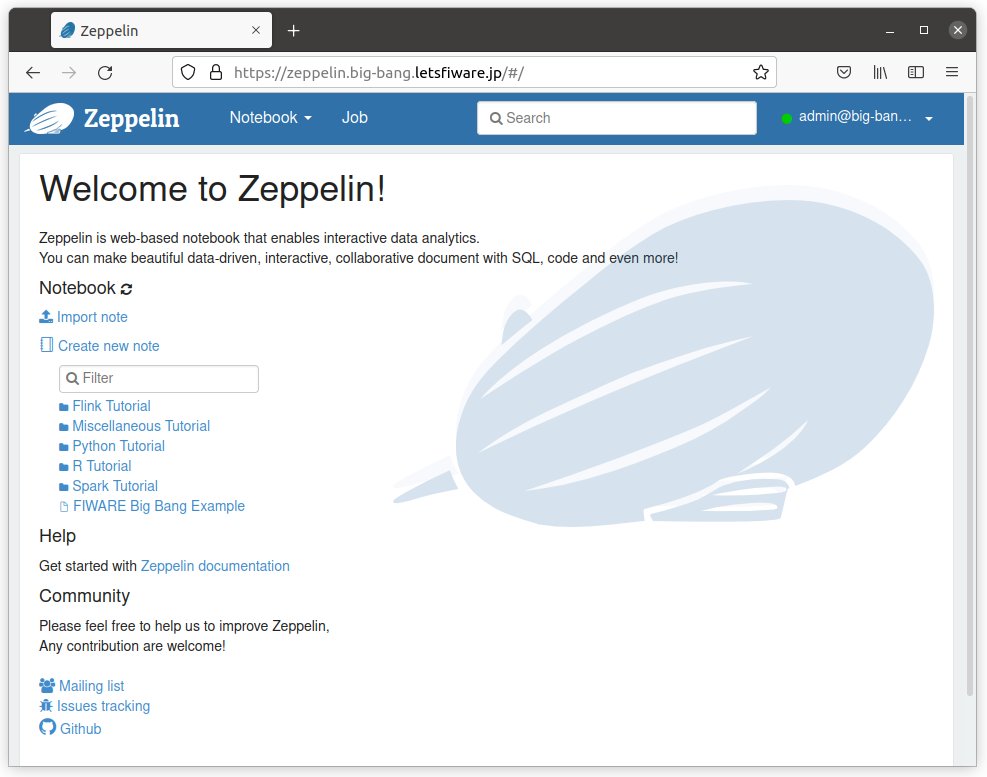 Zeppelin
https://zeppelin.big-bang.letsfiware.jp/#/
Zeppelin Notebook Job Search admin@big-ban…
Welcome to Zeppelin!
Zeppelin is web-based notebook that enables interactive data analytics.
You can make beautiful data-driven, interactive, collaborative document with SQL, code and even more!
Notebook
Import note
Create new note
Filter
Flink Tutorial
Miscellaneous Tutorial
Python Tutorial
R Tutorial
Spark Tutorial
FIWARE Big Bang Example
Help
Get started with Zeppelin documentation
Community
Please feel free to help us to improve Zeppelin,
Any contribution are welcome!
Mailing list
Issues tracking
Github